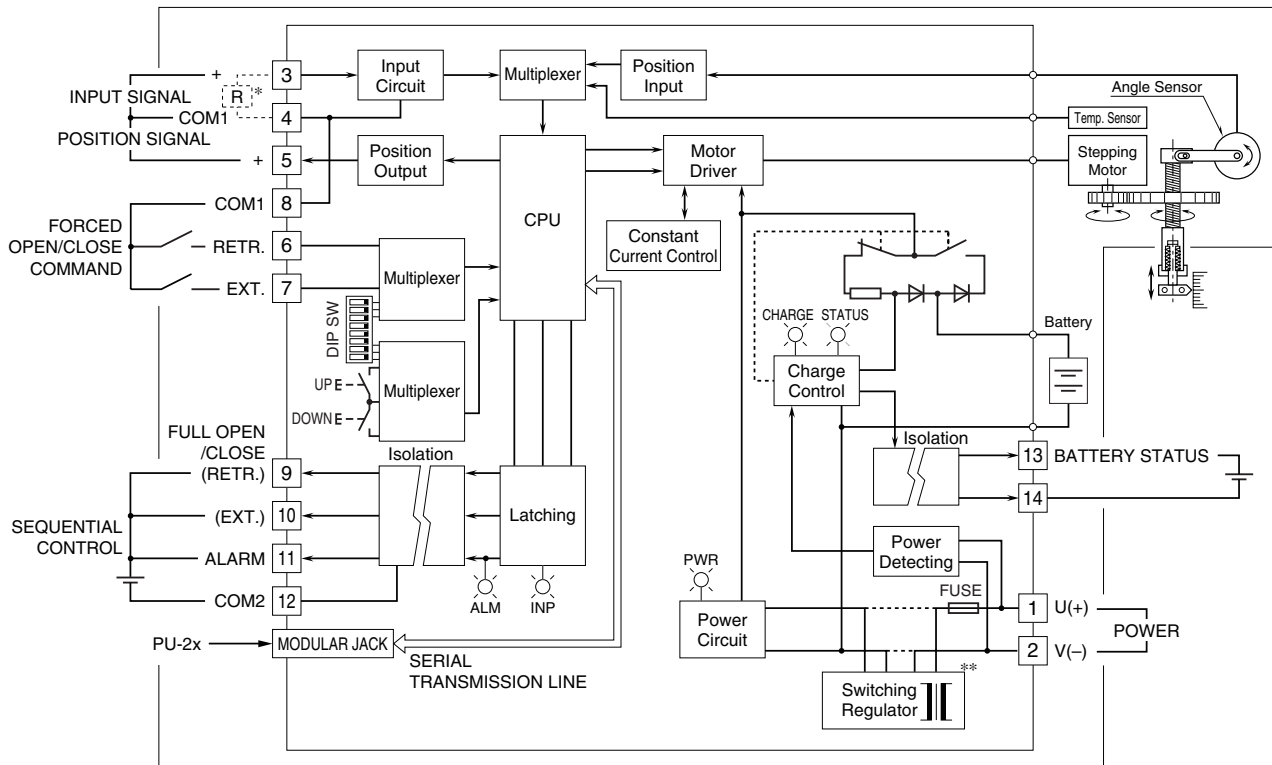 INPUT SIGNAL
POSITION SIGNAL
+
R
*
COM1
+
3
4
5
Input
Circuit
Multiplexer
Position
Input
Angle Sensor
Temp. Sensor
Stepping
Motor
Position
Output
CPU
Motor
Driver
Constant
Current Control
FORCED
OPEN/CLOSE
COMMAND
COM1
RETR.
EXT.
8
6
7
Multiplexer
DIP SW
UP E
DOWN E
Multiplexer
CHARGE
STATUS
Charge
Control
Battery
Isolation
13
14
BATTERY STATUS
FULL OPEN
/CLOSE
(RETR.)
(EXT.)
ALARM
COM2
SEQUENTIAL
CONTROL
9
10
11
12
Isolation
Latching
ALM
INP
Power
Detecting
PWR
Power
Circuit
FUSE
1
2
U(+)
V(–)
POWER
PU-2x
MODULAR JACK
SERIAL
TRANSMISSION LINE
Switching
Regulator
**